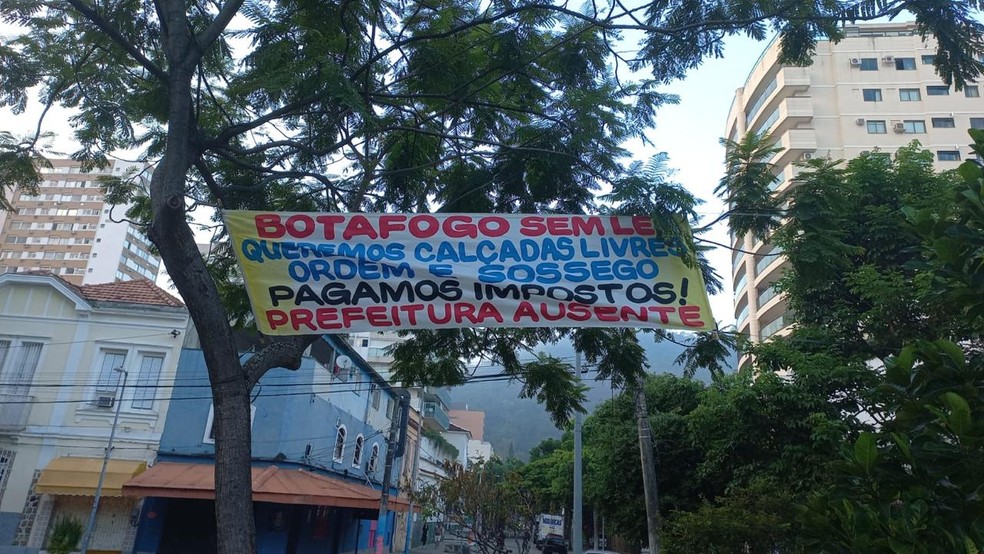 BOTAFOGO SEM LEI
QUEREMOS CALÇADAS LIVRES
ORDEM E SOSSEGO
PAGAMOS IMPOSTOS!
PREFEITURA AUSENTE